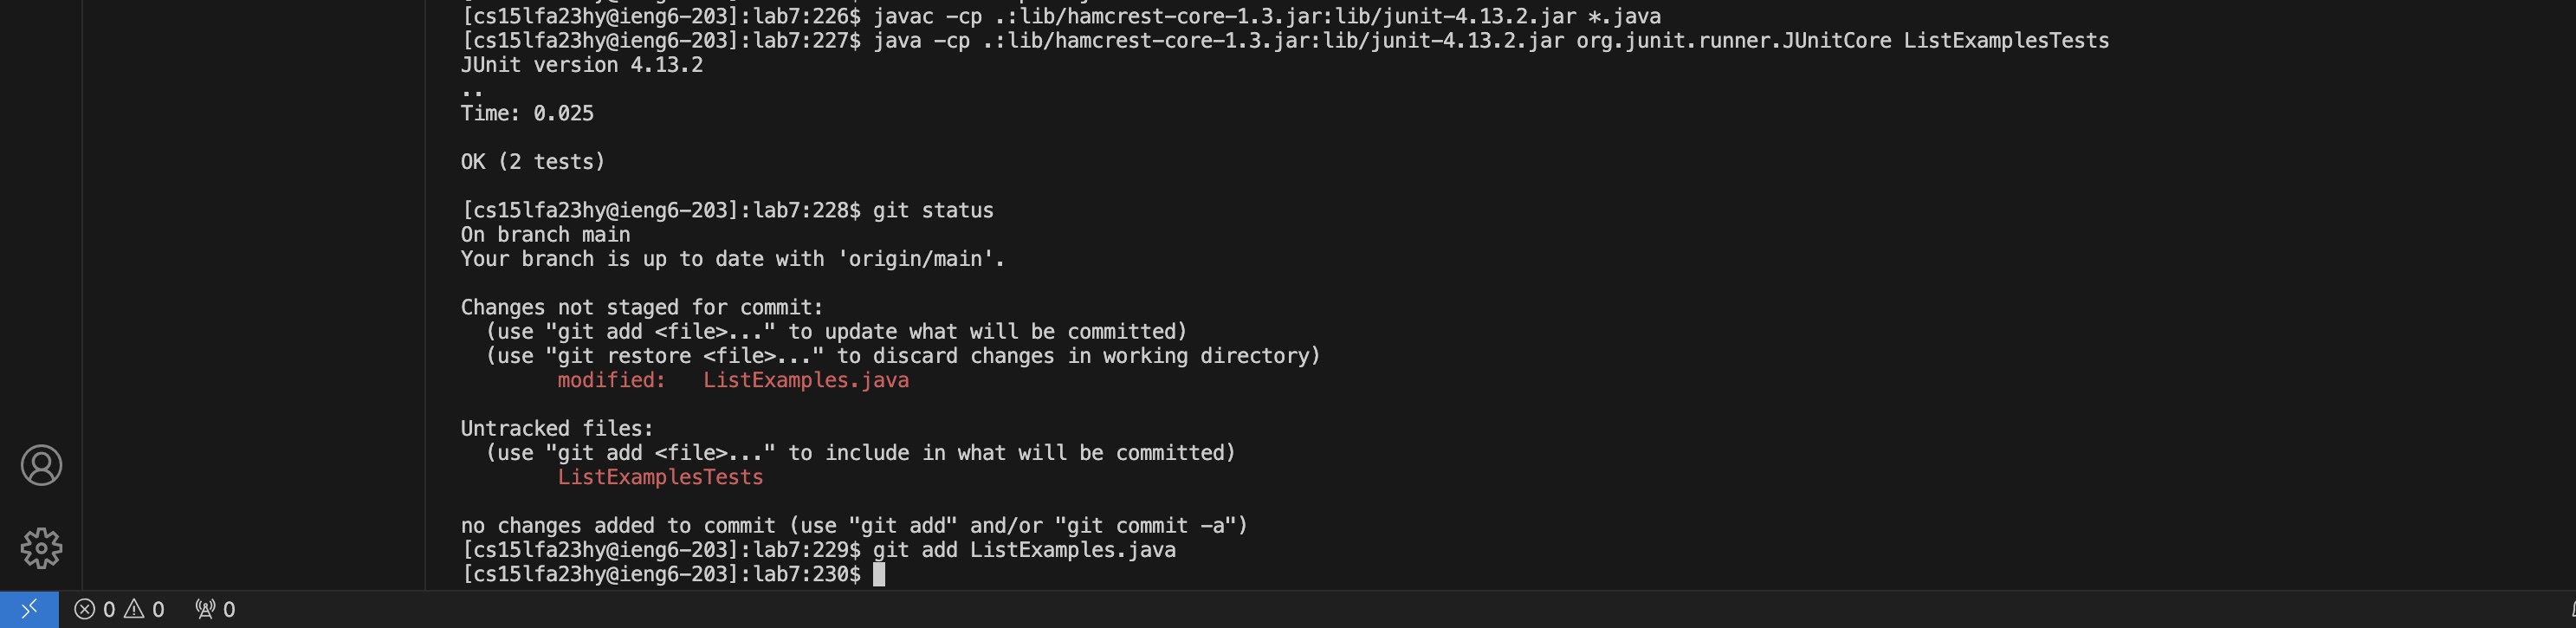 [cs15lfa23hy@ieng6-203]:lab7:226$ javac -cp .:lib/hamcrest-core-1.3.jar:lib/junit-4.13.2.jar *.java
[cs15lfa23hy@ieng6-203]:lab7:227$ java -cp .:lib/hamcrest-core-1.3.jar:lib/junit-4.13.2.jar org.junit.runner.JUnitCore ListExamplesTests
JUnit version 4.13.2
..
Time: 0.025
OK (2 tests)
[cs15lfa23hy@ieng6-203]:lab7:228$ git status
On branch main
Your branch is up to date with 'origin/main'.
Changes not staged for commit:
  (use "git add <file>..." to update what will be committed)
  (use "git restore <file>..." to discard changes in working directory)
        modified:   ListExamples.java
Untracked files:
  (use "git add <file>..." to include in what will be committed)
        ListExamplesTests
no changes added to commit (use "git add" and/or "git commit -a")
[cs15lfa23hy@ieng6-203]:lab7:229$ git add ListExamples.java
[cs15lfa23hy@ieng6-203]:lab7:230$
0 0 0